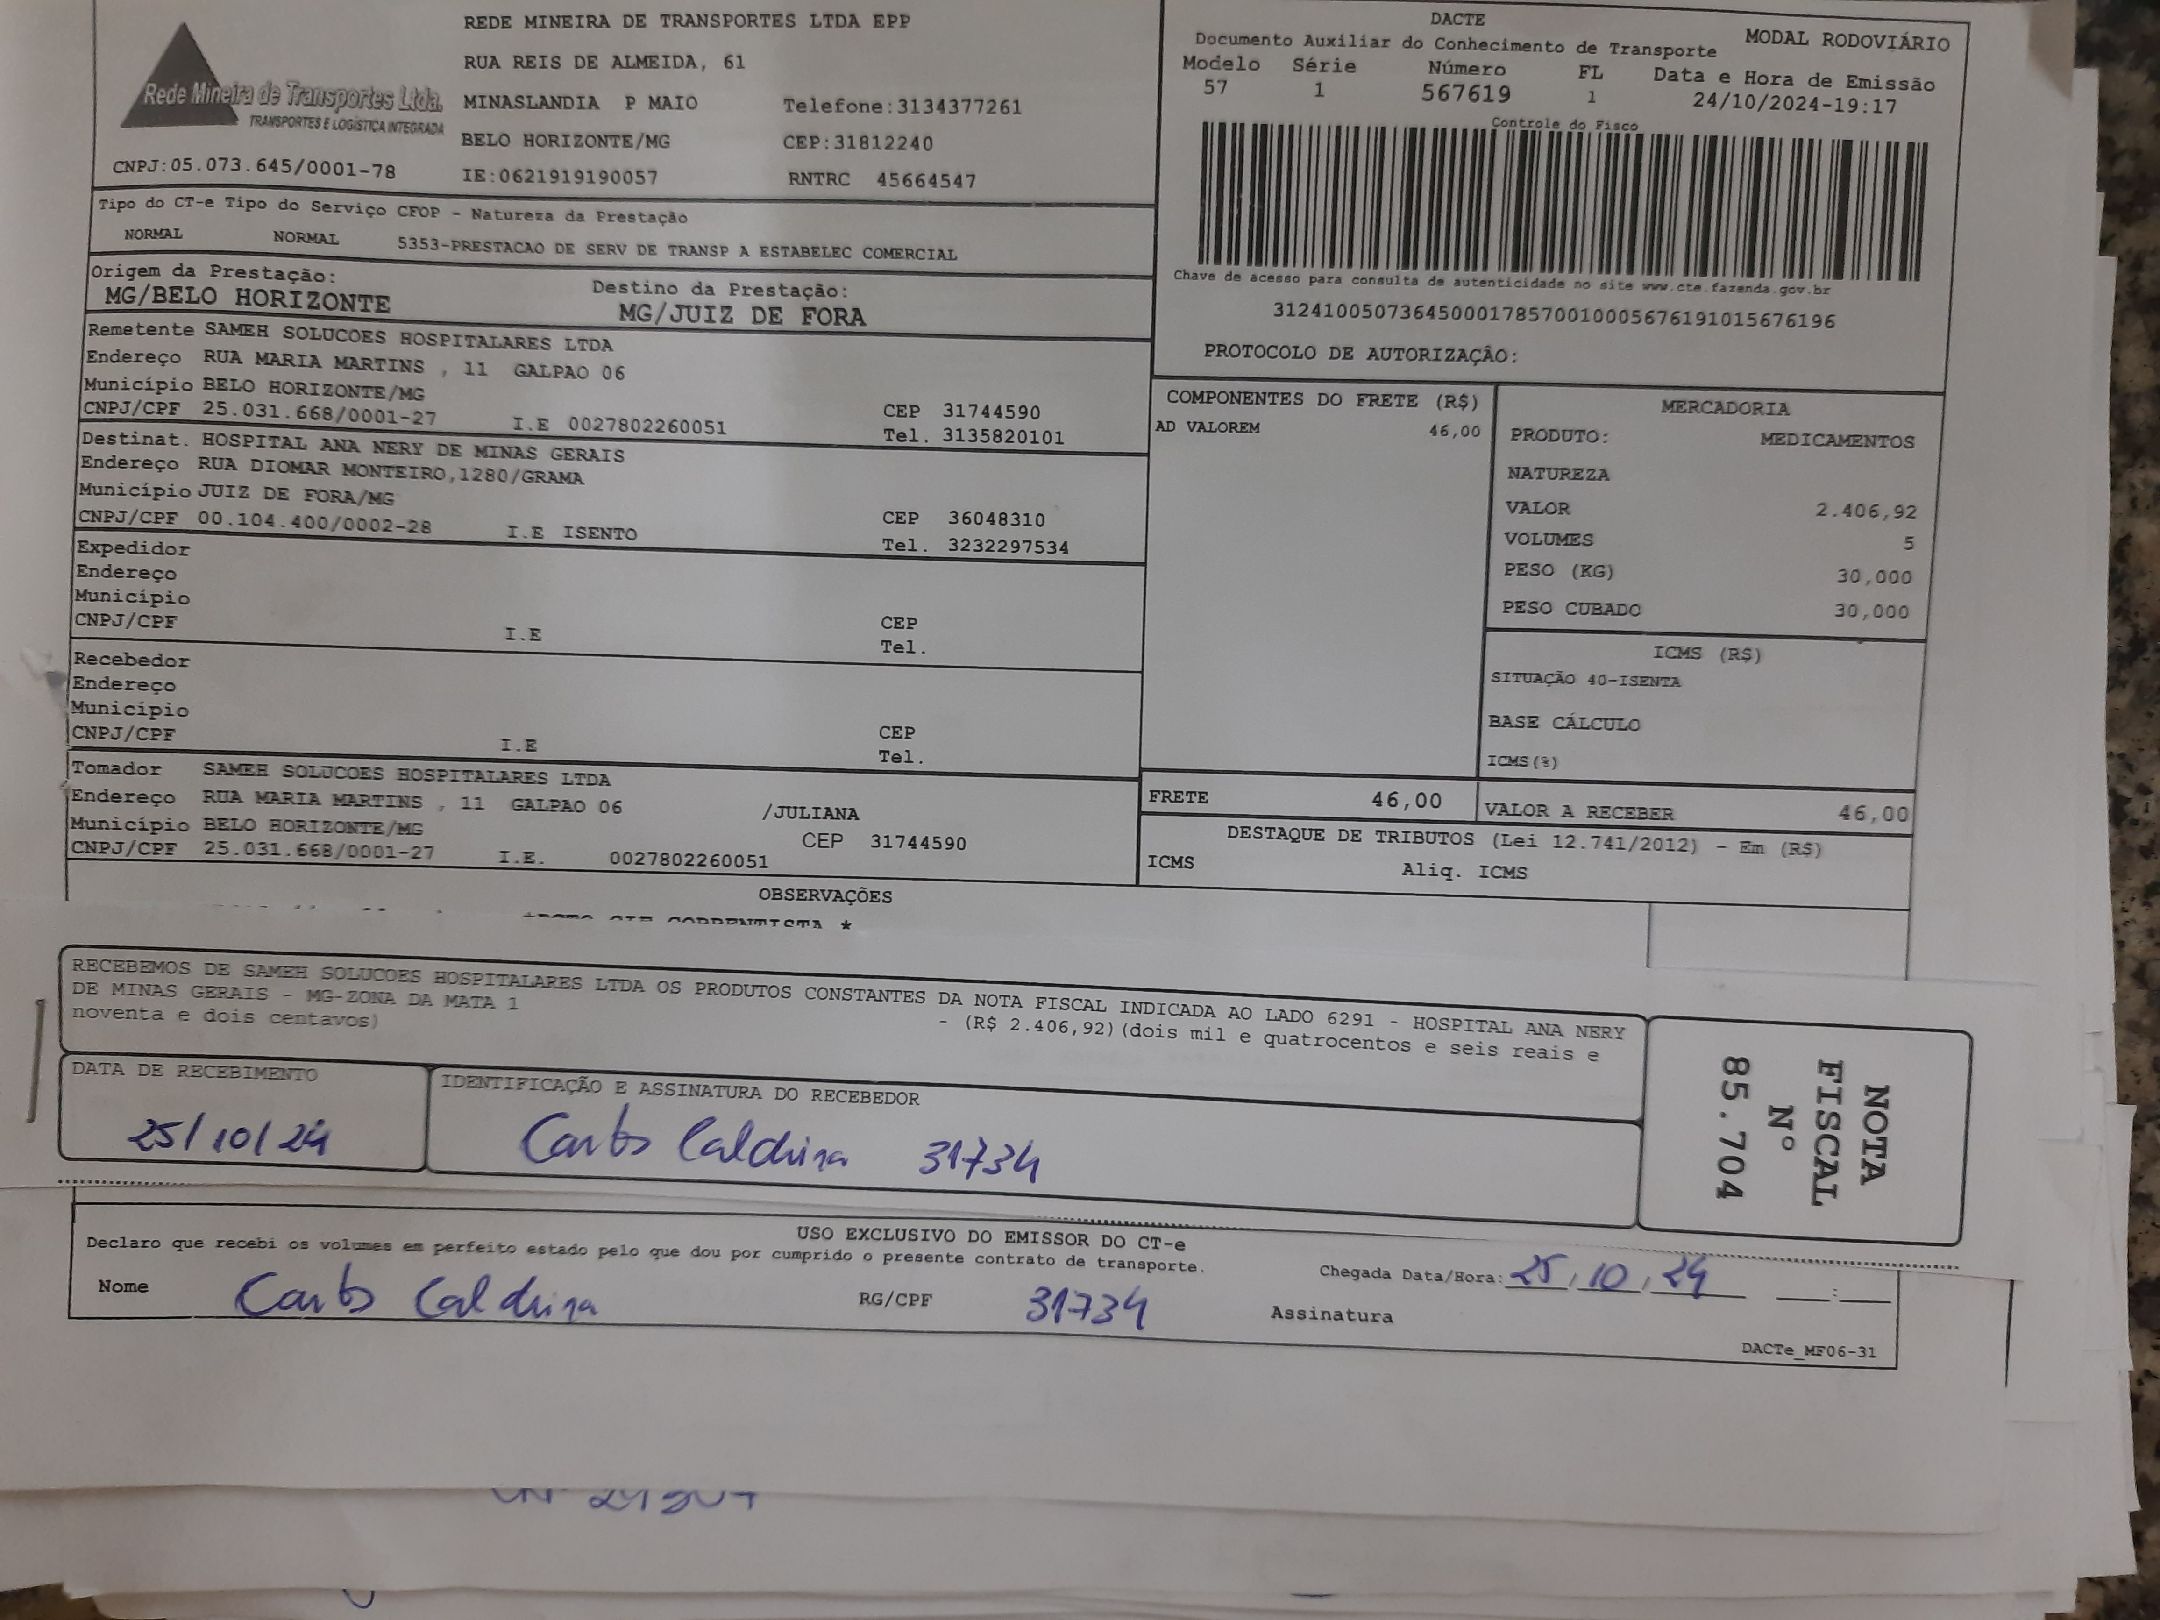 REDE MINEIRA DE TRANSPORTES LTDA EPP
RUA REIS DE ALMEIDA, 61
Rede Mineira de Transportes Ltda.
TRANSPORTES E LOGÍSTICA INTEGRADA
MINASLANDIA P MAIO Telefone:3134377261
BELO HORIZONTE/MG CEP:31812240
CNPJ:05.073.645/0001-78 IE:0621919190057 RNTRC 45664547
DACTE
Documento Auxiliar do Conhecimento de Transporte MODAL RODOVIÁRIO
Modelo Série Número FL Data e Hora de Emissão
57 1 567619 1 24/10/2024-19:17
Controle do Fisco
Chave de acesso para consulta de autenticidade no site www.cte.fazenda.gov.br
31241005073645000178570010005676191015676196
PROTOCOLO DE AUTORIZAÇÃO:
Tipo do CT-e Tipo do Serviço CFOP - Natureza da Prestação
NORMAL NORMAL 5353-PRESTACAO DE SERV DE TRANSP A ESTABELEC COMERCIAL
Origem da Prestação: Destino da Prestação:
MG/BELO HORIZONTE MG/JUIZ DE FORA
Remetente SAMEH SOLUCOES HOSPITALARES LTDA
Endereço RUA MARIA MARTINS , 11 GALPAO 06
Município BELO HORIZONTE/MG CEP 31744590
CNPJ/CPF 25.031.668/0001-27 I.E 0027802260051 Tel. 3135820101
Destinat. HOSPITAL ANA NERY DE MINAS GERAIS
Endereço RUA DIOMAR MONTEIRO,1280/GRAMA
Município JUIZ DE FORA/MG CEP 36048310
CNPJ/CPF 00.104.400/0002-28 I.E ISENTO Tel. 3232297534
Expedidor
Endereço
Município CEP
CNPJ/CPF I.E Tel.
Recebedor
Endereço
Município CEP
CNPJ/CPF I.E Tel.
Tomador SAMEH SOLUCOES HOSPITALARES LTDA
Endereço RUA MARIA MARTINS , 11 GALPAO 06 /JULIANA
Município BELO HORIZONTE/MG CEP 31744590
CNPJ/CPF 25.031.668/0001-27 I.E. 0027802260051
COMPONENTES DO FRETE (R$)
AD VALOREM 46,00
MERCADORIA
PRODUTO: MEDICAMENTOS
NATUREZA
VALOR 2.406,92
VOLUMES 5
PESO (KG) 30,000
PESO CUBADO 30,000
ICMS (R$)
SITUAÇÃO 40-ISENTA
BASE CÁLCULO
ICMS(%)
FRETE 46,00 VALOR A RECEBER 46,00
DESTAQUE DE TRIBUTOS (Lei 12.741/2012) - Em (R$)
ICMS Aliq. ICMS
OBSERVAÇÕES
CORRENTISTA *
RECEBEMOS DE SAMEH SOLUCOES HOSPITALARES LTDA OS PRODUTOS CONSTANTES DA NOTA FISCAL INDICADA AO LADO 6291 - HOSPITAL ANA NERY
DE MINAS GERAIS - MG-ZONA DA MATA 1 - (R$ 2.406,92)(dois mil e quatrocentos e seis reais e
noventa e dois centavos)
DATA DE RECEBIMENTO IDENTIFICAÇÃO E ASSINATURA DO RECEBEDOR
25/10/24 Carlos Caldeira 31734
NOTA
FISCAL
Nº
85.704
USO EXCLUSIVO DO EMISSOR DO CT-e
Declaro que recebi os volumes em perfeito estado pelo que dou por cumprido o presente contrato de transporte.
Chegada Data/Hora: 25/10/24 :
Nome Carlos Caldeira RG/CPF 31734 Assinatura
DACTe_MF06-31